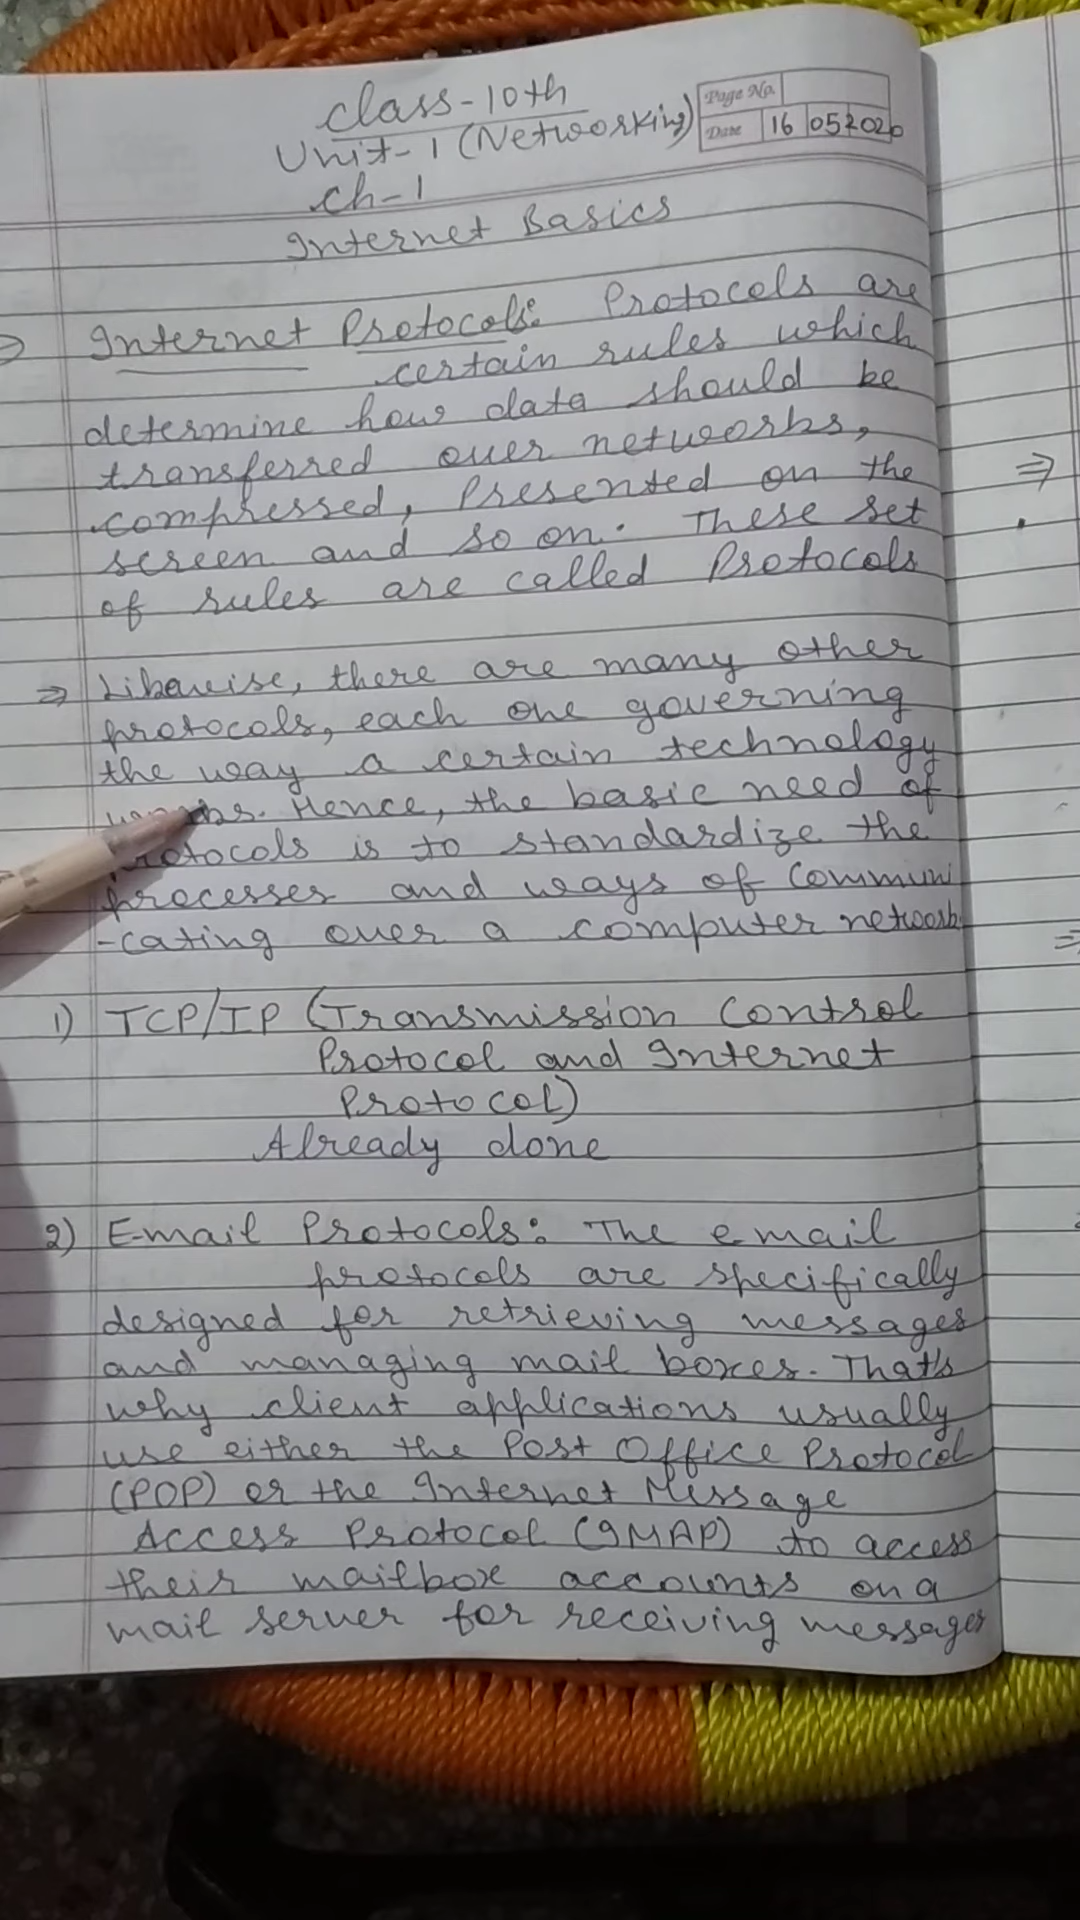 Class-10th
Unit-1 (Networking)
Page No.
Date 16 05 2020
Ch-1
Internet Basics
⇒ Internet Protocols: Protocols are
certain rules which
determine how data should be
transferred over networks,
compressed, Presented on the
screen and so on. These set
of rules are called Protocols
⇒ Likewise, there are many other
protocols, each one governing
the way a certain technology
works. Hence, the basic need of
protocols is to standardize the
processes and ways of Communi
-cating over a computer network
1) TCP/IP (Transmission Control
Protocol and Internet
Protocol)
Already done
2) E-mail Protocols: The email
protocols are specifically
designed for retrieving messages
and managing mail boxes. That's
why client applications usually
use either the Post Office Protocol
(POP) or the Internet Message
Access Protocol (IMAP) to access
their mailbox accounts on a
mail server for receiving messages